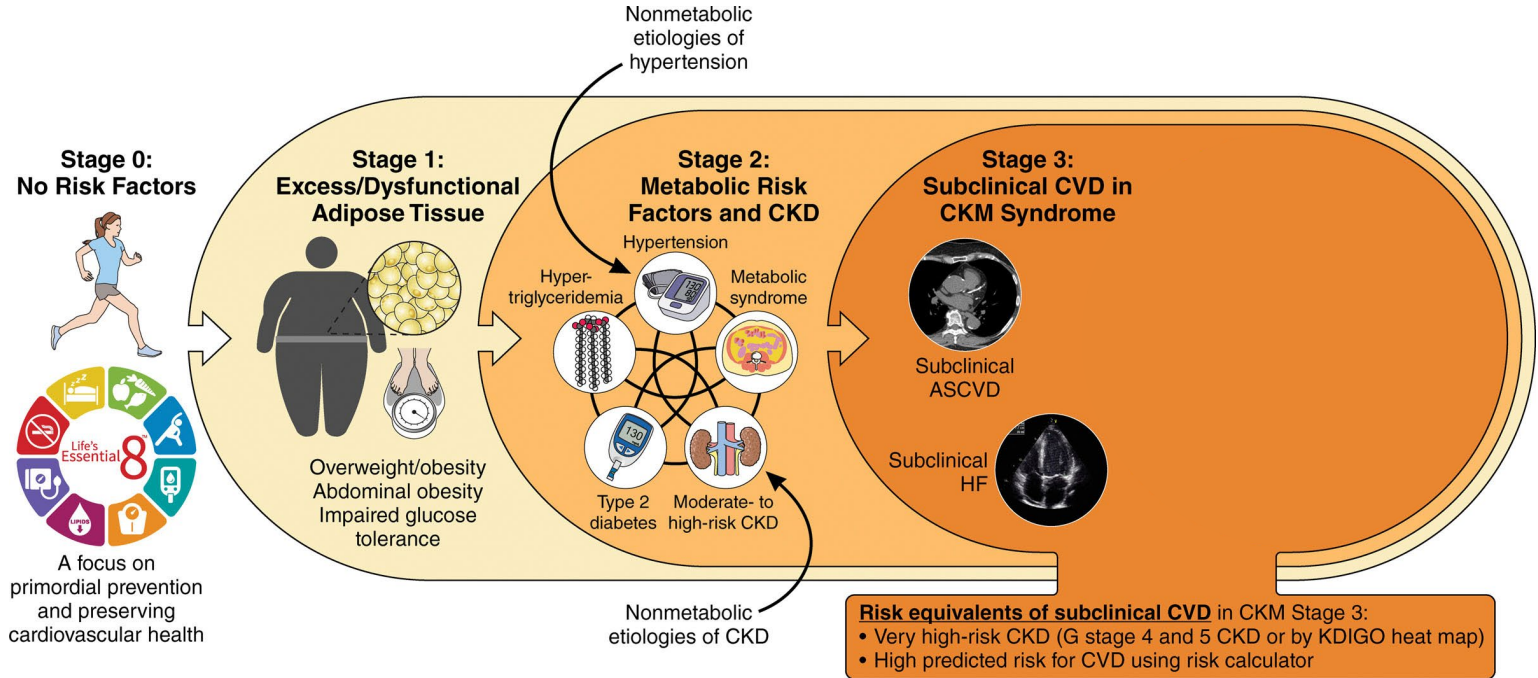 Nonmetabolic
etiologies of
hypertension
Stage 0:
No Risk Factors
Life's
Essential 8™
LIPIDS
A focus on
primordial prevention
and preserving
cardiovascular health
Stage 1:
Excess/Dysfunctional
Adipose Tissue
Overweight/obesity
Abdominal obesity
Impaired glucose
tolerance
Stage 2:
Metabolic Risk
Factors and CKD
Hypertension
130
80
Hyper-
triglyceridemia
Metabolic
syndrome
130
Type 2
diabetes
Moderate- to
high-risk CKD
Nonmetabolic
etiologies of CKD
Stage 3:
Subclinical CVD in
CKM Syndrome
Subclinical
ASCVD
Subclinical
HF
Risk equivalents of subclinical CVD in CKM Stage 3:
• Very high-risk CKD (G stage 4 and 5 CKD or by KDIGO heat map)
• High predicted risk for CVD using risk calculator